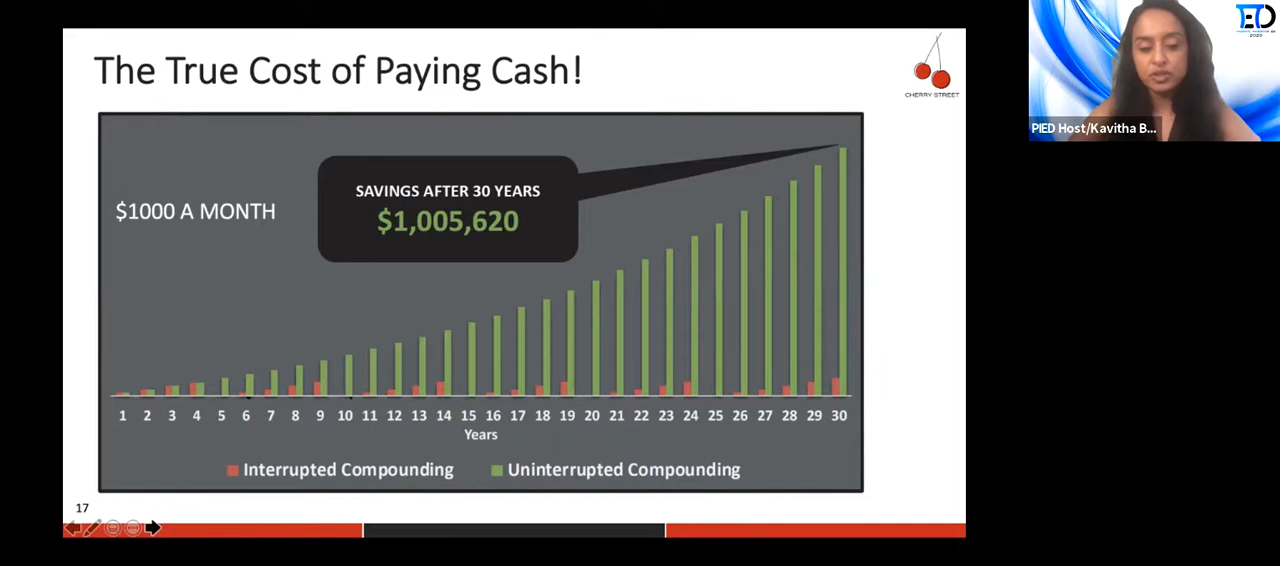 The True Cost of Paying Cash!
CHERRY STREET
$1000 A MONTH
SAVINGS AFTER 30 YEARS
$1,005,620
1 2 3 4 5 6 7 8 9 10 11 12 13 14 15 16 17 18 19 20 21 22 23 24 25 26 27 28 29 30
Years
Interrupted Compounding
Uninterrupted Compounding
17
PIED Host/Kavitha B...
2020